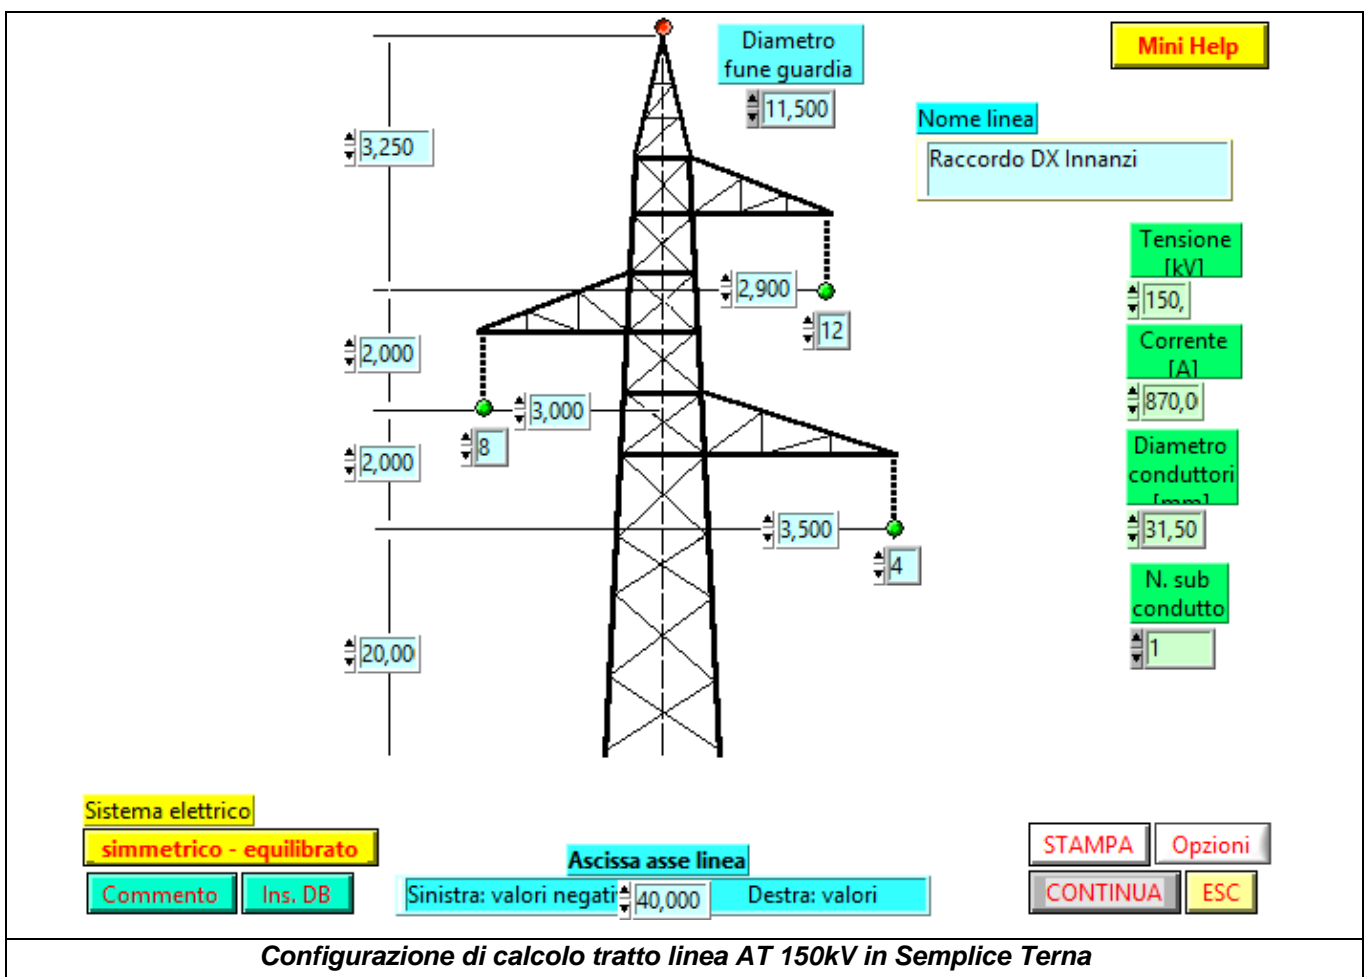 Diametro
fune guardia
11,500
Mini Help
Nome linea
Raccordo DX Innanzi
3,250
Tensione
[kV]
150,
2,900
12
2,000
Corrente
[A]
870,0
3,000
8
2,000
Diametro
conduttori
[mm]
31,50
3,500
4
N. sub
condutto
1
20,00
Sistema elettrico
simmetrico - equilibrato
Commento
Ins. DB
Ascissa asse linea
Sinistra: valori negati
40,000
Destra: valori
STAMPA
Opzioni
CONTINUA
ESC
Configurazione di calcolo tratto linea AT 150kV in Semplice Terna